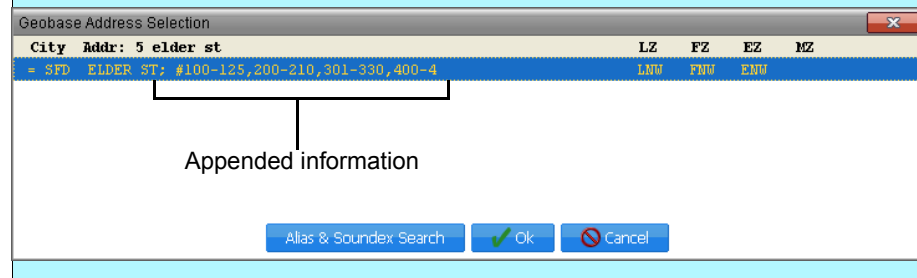 Geobase Address Selection
City Addr: 5 elder st LZ FZ EZ MZ
= SFD ELDER ST; #100-125,200-210,301-330,400-4 LNW FNW ENW
Appended information
Alias & Soundex Search Ok Cancel